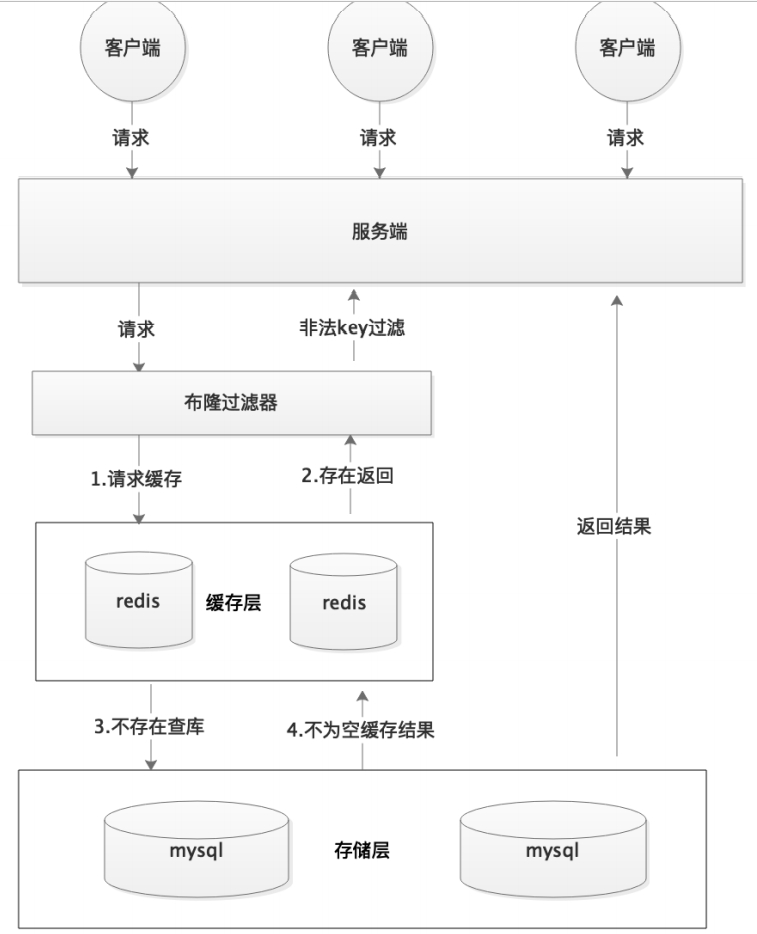 客户端
客户端
客户端
请求
请求
请求
服务端
请求
非法key过滤
布隆过滤器
1.请求缓存
2.存在返回
返回结果
redis
缓存层
redis
3.不存在查库
4.不为空缓存结果
mysql
存储层
mysql